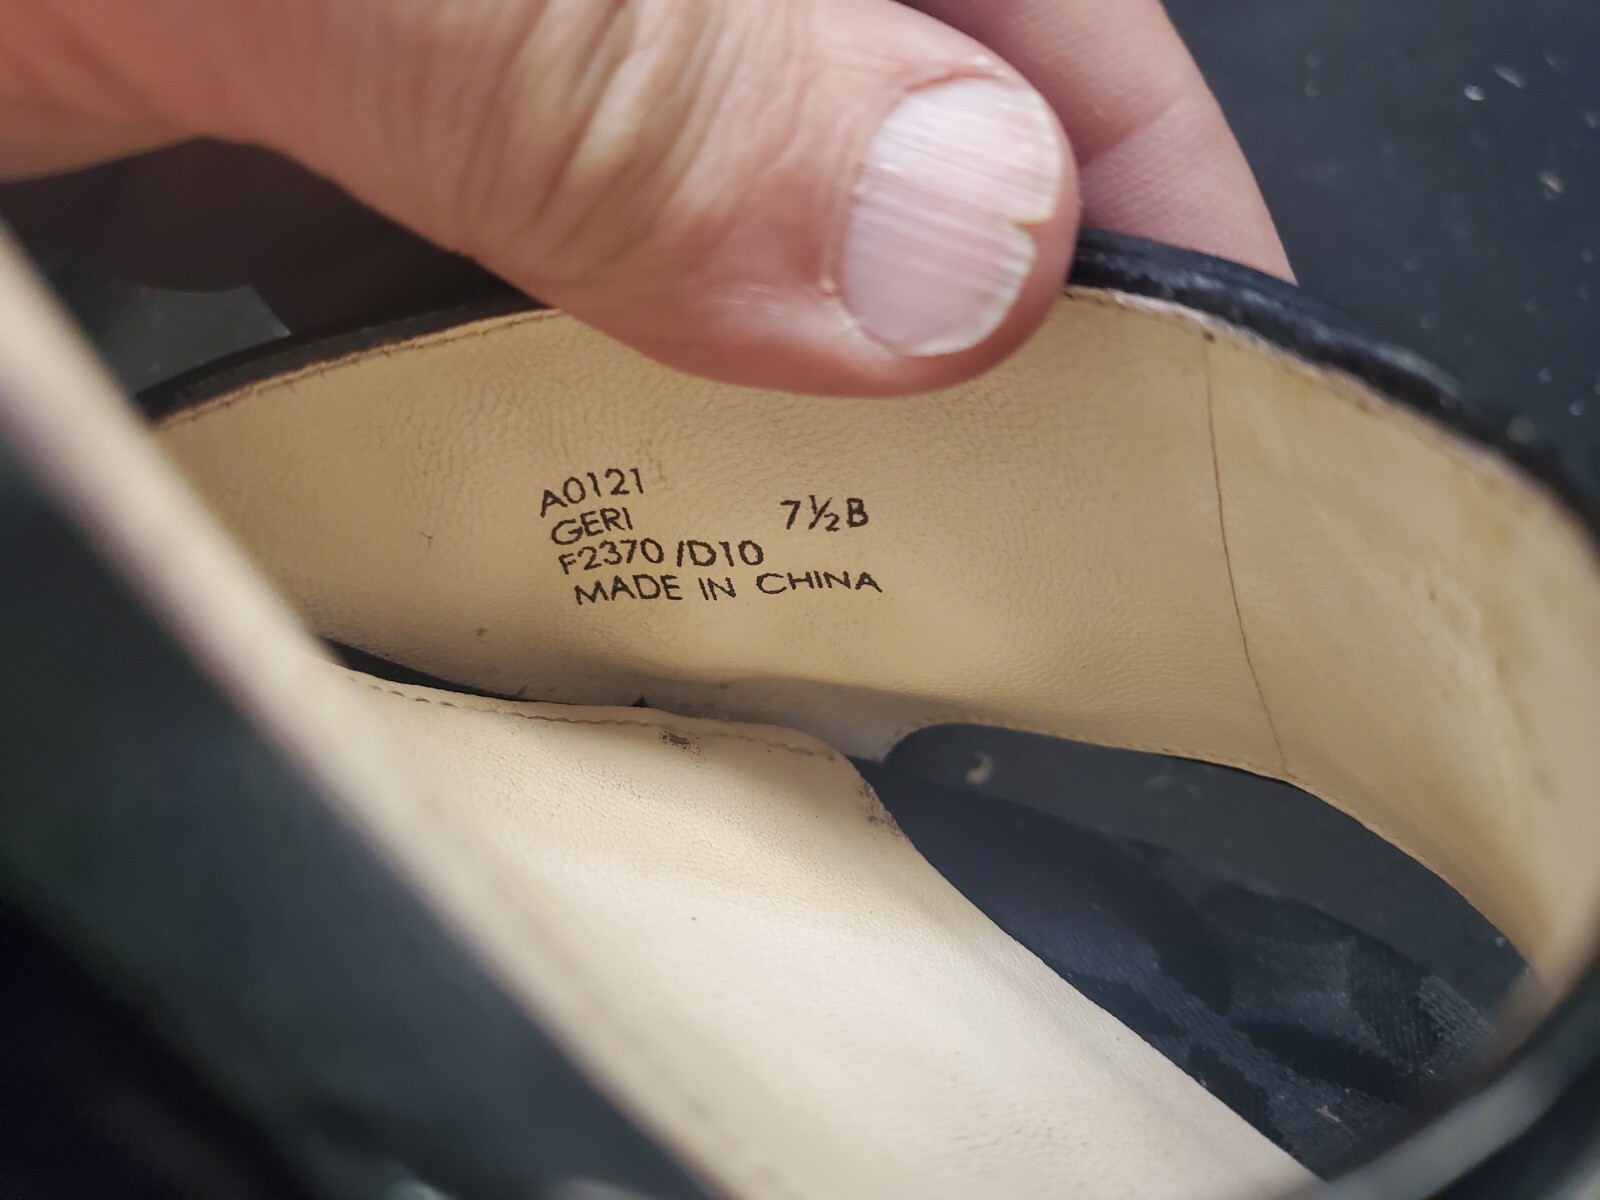 A0121
GERI 7½B
F2370/D10
MADE IN CHINA